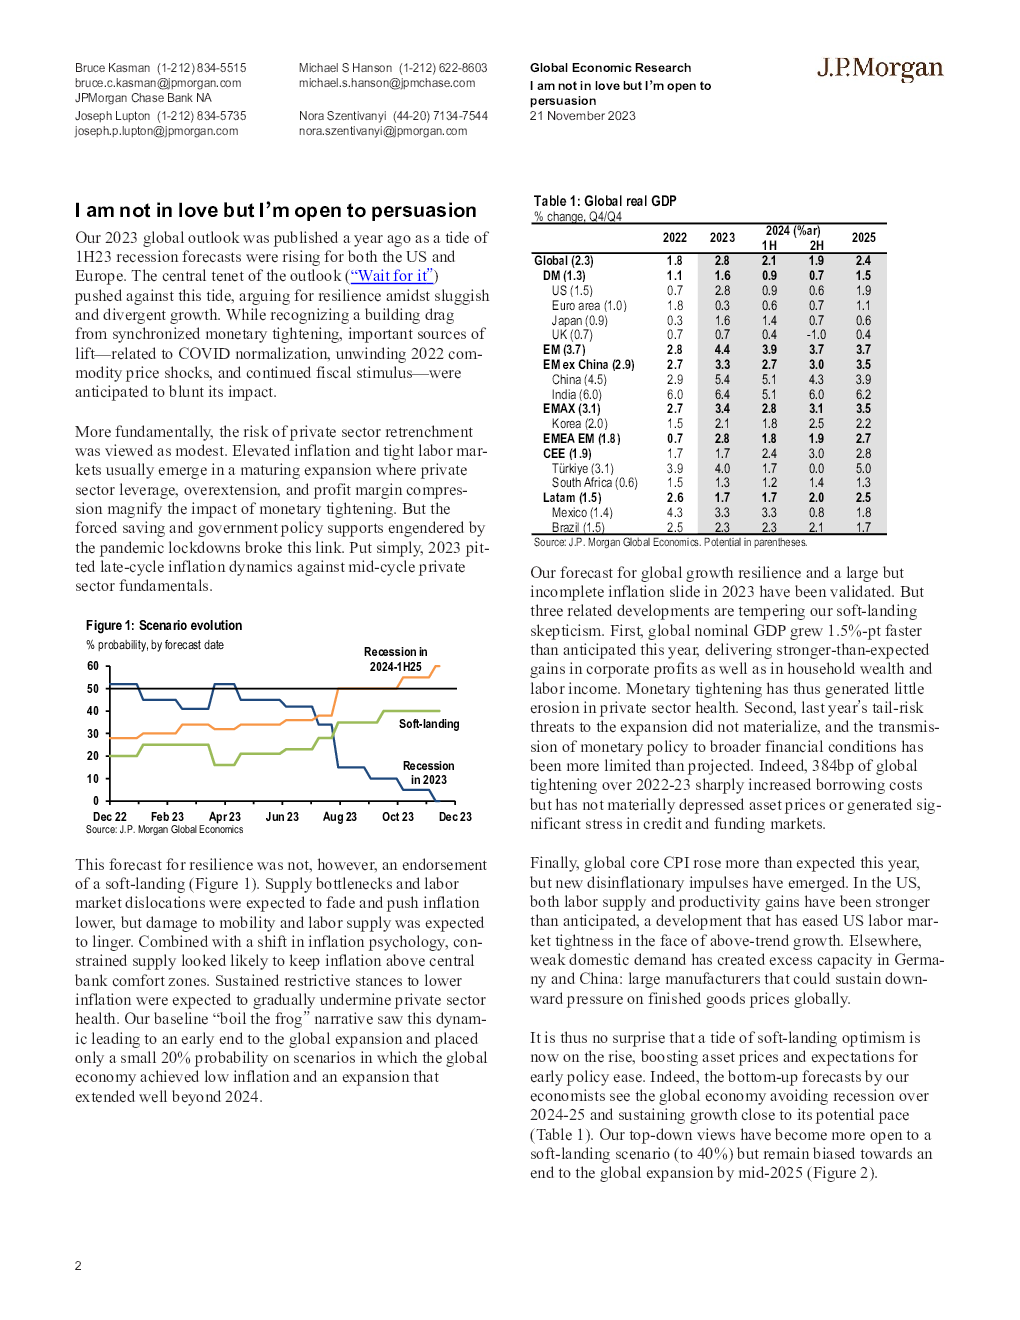 Bruce Kasman (1-212) 834-5515
bruce.c.kasman@jpmorgan.com
JPMorgan Chase Bank NA
Joseph Lupton (1-212) 834-5735
joseph.p.lupton@jpmorgan.com
Michael S Hanson (1-212) 622-8603
michael.s.hanson@jpmchase.com
Nora Szentivanyi (44-20) 7134-7544
nora.szentivanyi@jpmorgan.com
Global Economic Research
I am not in love but I'm open to
persuasion
21 November 2023
J.P.Morgan
I am not in love but I'm open to persuasion
Our 2023 global outlook was published a year ago as a tide of
1H23 recession forecasts were rising for both the US and
Europe. The central tenet of the outlook (“Wait for it”)
pushed against this tide, arguing for resilience amidst sluggish
and divergent growth. While recognizing a building drag
from synchronized monetary tightening, important sources of
lift—related to COVID normalization, unwinding 2022 com-
modity price shocks, and continued fiscal stimulus—were
anticipated to blunt its impact.
More fundamentally, the risk of private sector retrenchment
was viewed as modest. Elevated inflation and tight labor mar-
kets usually emerge in a maturing expansion where private
sector leverage, overextension, and profit margin compres-
sion magnify the impact of monetary tightening. But the
forced saving and government policy supports engendered by
the pandemic lockdowns broke this link. Put simply, 2023 pit-
ted late-cycle inflation dynamics against mid-cycle private
sector fundamentals.
Figure 1: Scenario evolution
% probability, by forecast date
60
50
40
30
20
10
0
Recession in
2024-1H25
Soft-landing
Recession
in 2023
Dec 22 Feb 23 Apr 23 Jun 23 Aug 23 Oct 23 Dec 23
Source: J.P. Morgan Global Economics
This forecast for resilience was not, however, an endorsement
of a soft-landing (Figure 1). Supply bottlenecks and labor
market dislocations were expected to fade and push inflation
lower, but damage to mobility and labor supply was expected
to linger. Combined with a shift in inflation psychology, con-
strained supply looked likely to keep inflation above central
bank comfort zones. Sustained restrictive stances to lower
inflation were expected to gradually undermine private sector
health. Our baseline “boil the frog” narrative saw this dynam-
ic leading to an early end to the global expansion and placed
only a small 20% probability on scenarios in which the global
economy achieved low inflation and an expansion that
extended well beyond 2024.
Table 1: Global real GDP
% change, Q4/Q4
2022 2023 2024 (%ar) 2025
1H 2H
Global (2.3) 1.8 2.8 2.1 1.9 2.4
DM (1.3) 1.1 1.6 0.9 0.7 1.5
US (1.5) 0.7 2.8 0.9 0.6 1.9
Euro area (1.0) 1.8 0.3 0.6 0.7 1.1
Japan (0.9) 0.3 1.6 1.4 0.7 0.6
UK (0.7) 0.7 0.7 0.4 -1.0 0.4
EM (3.7) 2.8 4.4 3.9 3.7 3.7
EM ex China (2.9) 2.7 3.3 2.7 3.0 3.5
China (4.5) 2.9 5.4 5.1 4.3 3.9
India (6.0) 6.0 6.4 5.1 6.0 6.2
EMAX (3.1) 2.7 3.4 2.8 3.1 3.5
Korea (2.0) 1.5 2.1 1.8 2.5 2.2
EMEA EM (1.8) 0.7 2.8 1.8 1.9 2.7
CEE (1.9) 1.7 1.7 2.4 3.0 2.8
Türkiye (3.1) 3.9 4.0 1.7 0.0 5.0
South Africa (0.6) 1.5 1.3 1.2 1.4 1.3
Latam (1.5) 2.6 1.7 1.7 2.0 2.5
Mexico (1.4) 4.3 3.3 3.3 0.8 1.8
Brazil (1.5) 2.5 2.3 2.3 2.1 1.7
Source: J.P. Morgan Global Economics. Potential in parentheses.
Our forecast for global growth resilience and a large but
incomplete inflation slide in 2023 have been validated. But
three related developments are tempering our soft-landing
skepticism. First, global nominal GDP grew 1.5%-pt faster
than anticipated this year, delivering stronger-than-expected
gains in corporate profits as well as in household wealth and
labor income. Monetary tightening has thus generated little
erosion in private sector health. Second, last year's tail-risk
threats to the expansion did not materialize, and the transmis-
sion of monetary policy to broader financial conditions has
been more limited than projected. Indeed, 384bp of global
tightening over 2022-23 sharply increased borrowing costs
but has not materially depressed asset prices or generated sig-
nificant stress in credit and funding markets.
Finally, global core CPI rose more than expected this year,
but new disinflationary impulses have emerged. In the US,
both labor supply and productivity gains have been stronger
than anticipated, a development that has eased US labor mar-
ket tightness in the face of above-trend growth. Elsewhere,
weak domestic demand has created excess capacity in Germa-
ny and China: large manufacturers that could sustain down-
ward pressure on finished goods prices globally.
It is thus no surprise that a tide of soft-landing optimism is
now on the rise, boosting asset prices and expectations for
early policy ease. Indeed, the bottom-up forecasts by our
economists see the global economy avoiding recession over
2024-25 and sustaining growth close to its potential pace
(Table 1). Our top-down views have become more open to a
soft-landing scenario (to 40%) but remain biased towards an
end to the global expansion by mid-2025 (Figure 2).
2